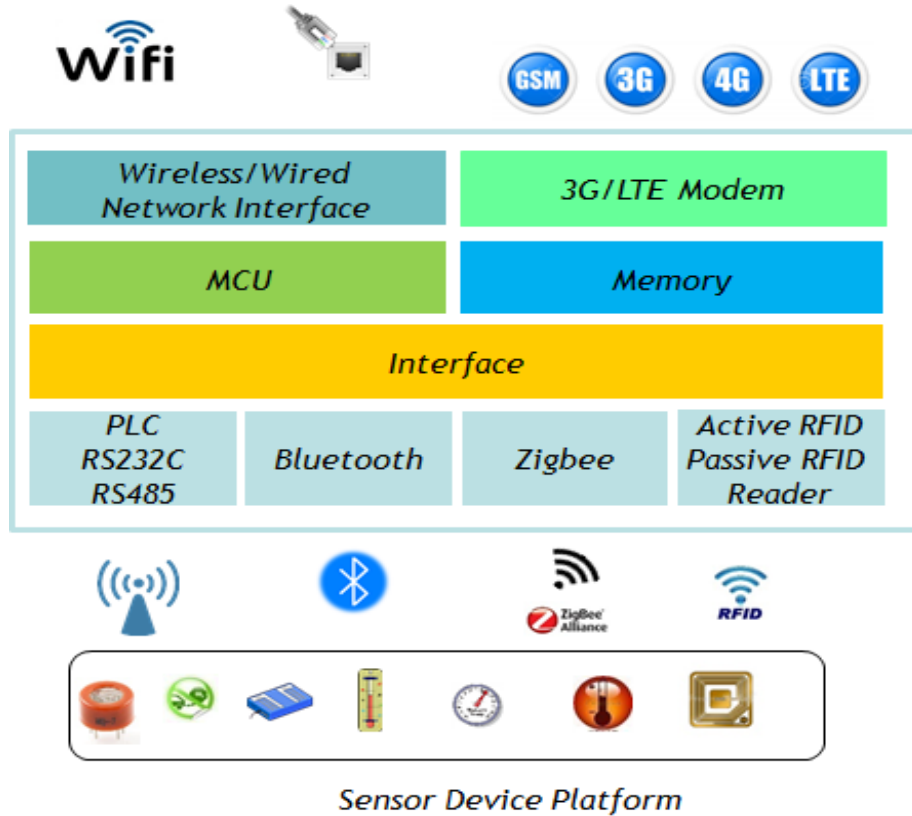 Wifi
GSM 3G 4G LTE
Wireless/Wired
Network Interface
3G/LTE Modem
MCU
Memory
Interface
PLC
RS232C
RS485
Bluetooth
Zigbee
Active RFID
Passive RFID
Reader
ZigBee
Alliance
RFID
Sensor Device Platform